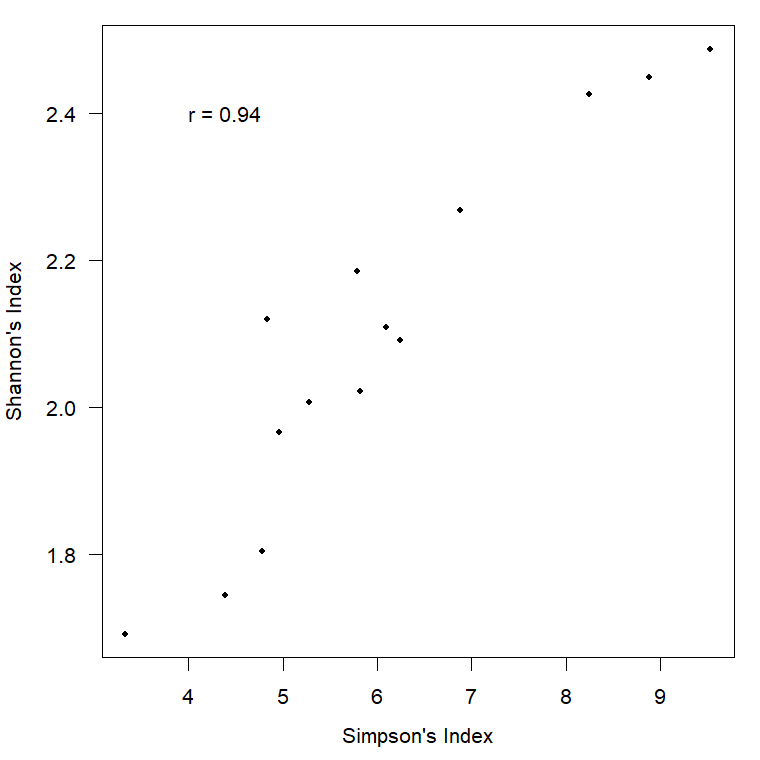 r = 0.94
2.4
2.2
2.0
1.8
Shannon's Index
4 5 6 7 8 9
Simpson's Index